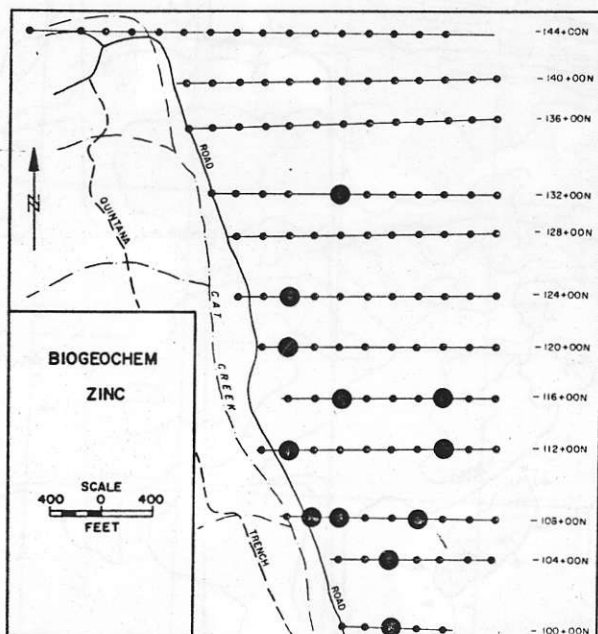 -144+00N
-140+00N
-136+00N
ROAD
-132+00N
QUINTANA
-128+00N
-124+00N
CAT CREEK
-120+00N
BIOGEOCHEM
ZINC
-116+00N
-112+00N
SCALE
400 0 400
FEET
-108+00N
TRENCH
-104+00N
ROAD
-100+00N
N